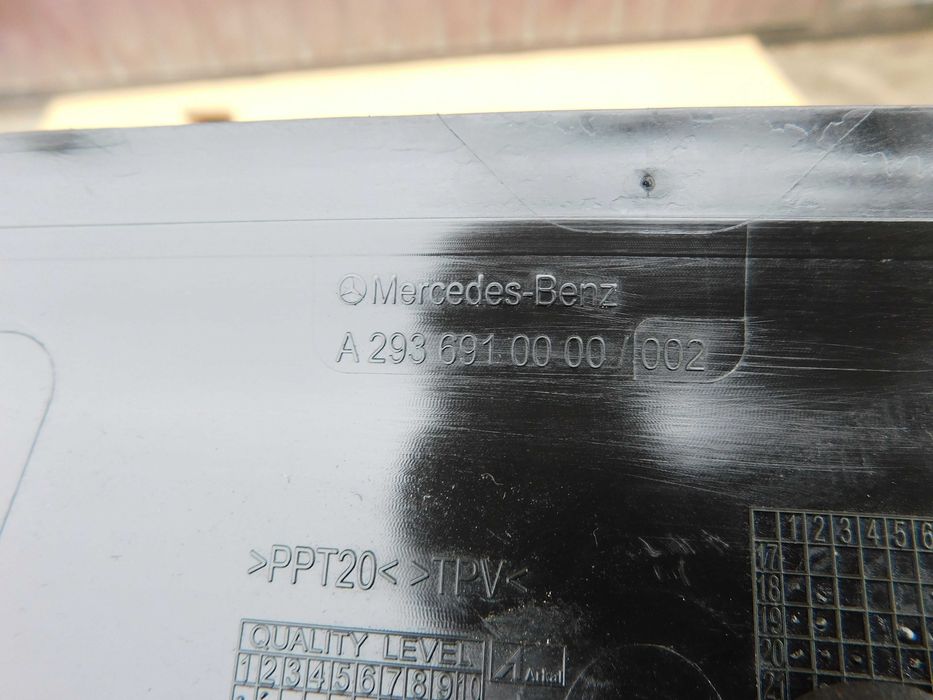 Mercedes-Benz
A 293 691 00 00 / 002
>PPT20< >TPV<
1 2 3 4 5 6
17
18
19
20
21
QUALITY LEVEL
1 2 3 4 5 6 7 8 9 10
Arkal